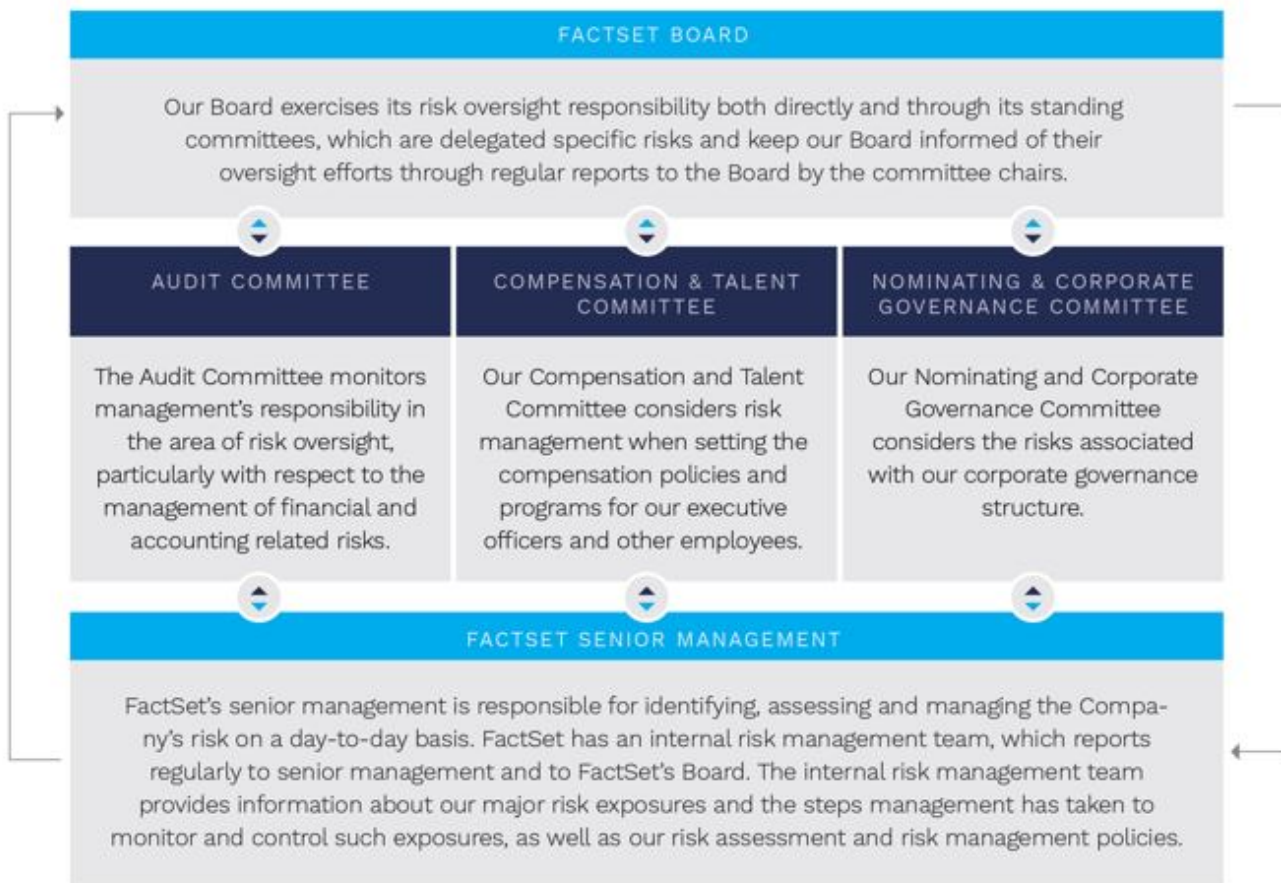 FACTSET BOARD
Our Board exercises its risk oversight responsibility both directly and through its standing
committees, which are delegated specific risks and keep our Board informed of their
oversight efforts through regular reports to the Board by the committee chairs.
AUDIT COMMITTEE
The Audit Committee monitors
management’s responsibility in
the area of risk oversight,
particularly with respect to the
management of financial and
accounting related risks.
COMPENSATION & TALENT
COMMITTEE
Our Compensation and Talent
Committee considers risk
management when setting the
compensation policies and
programs for our executive
officers and other employees.
NOMINATING & CORPORATE
GOVERNANCE COMMITTEE
Our Nominating and Corporate
Governance Committee
considers the risks associated
with our corporate governance
structure.
FACTSET SENIOR MANAGEMENT
FactSet’s senior management is responsible for identifying, assessing and managing the Compa-
ny’s risk on a day-to-day basis. FactSet has an internal risk management team, which reports
regularly to senior management and to FactSet’s Board. The internal risk management team
provides information about our major risk exposures and the steps management has taken to
monitor and control such exposures, as well as our risk assessment and risk management policies.